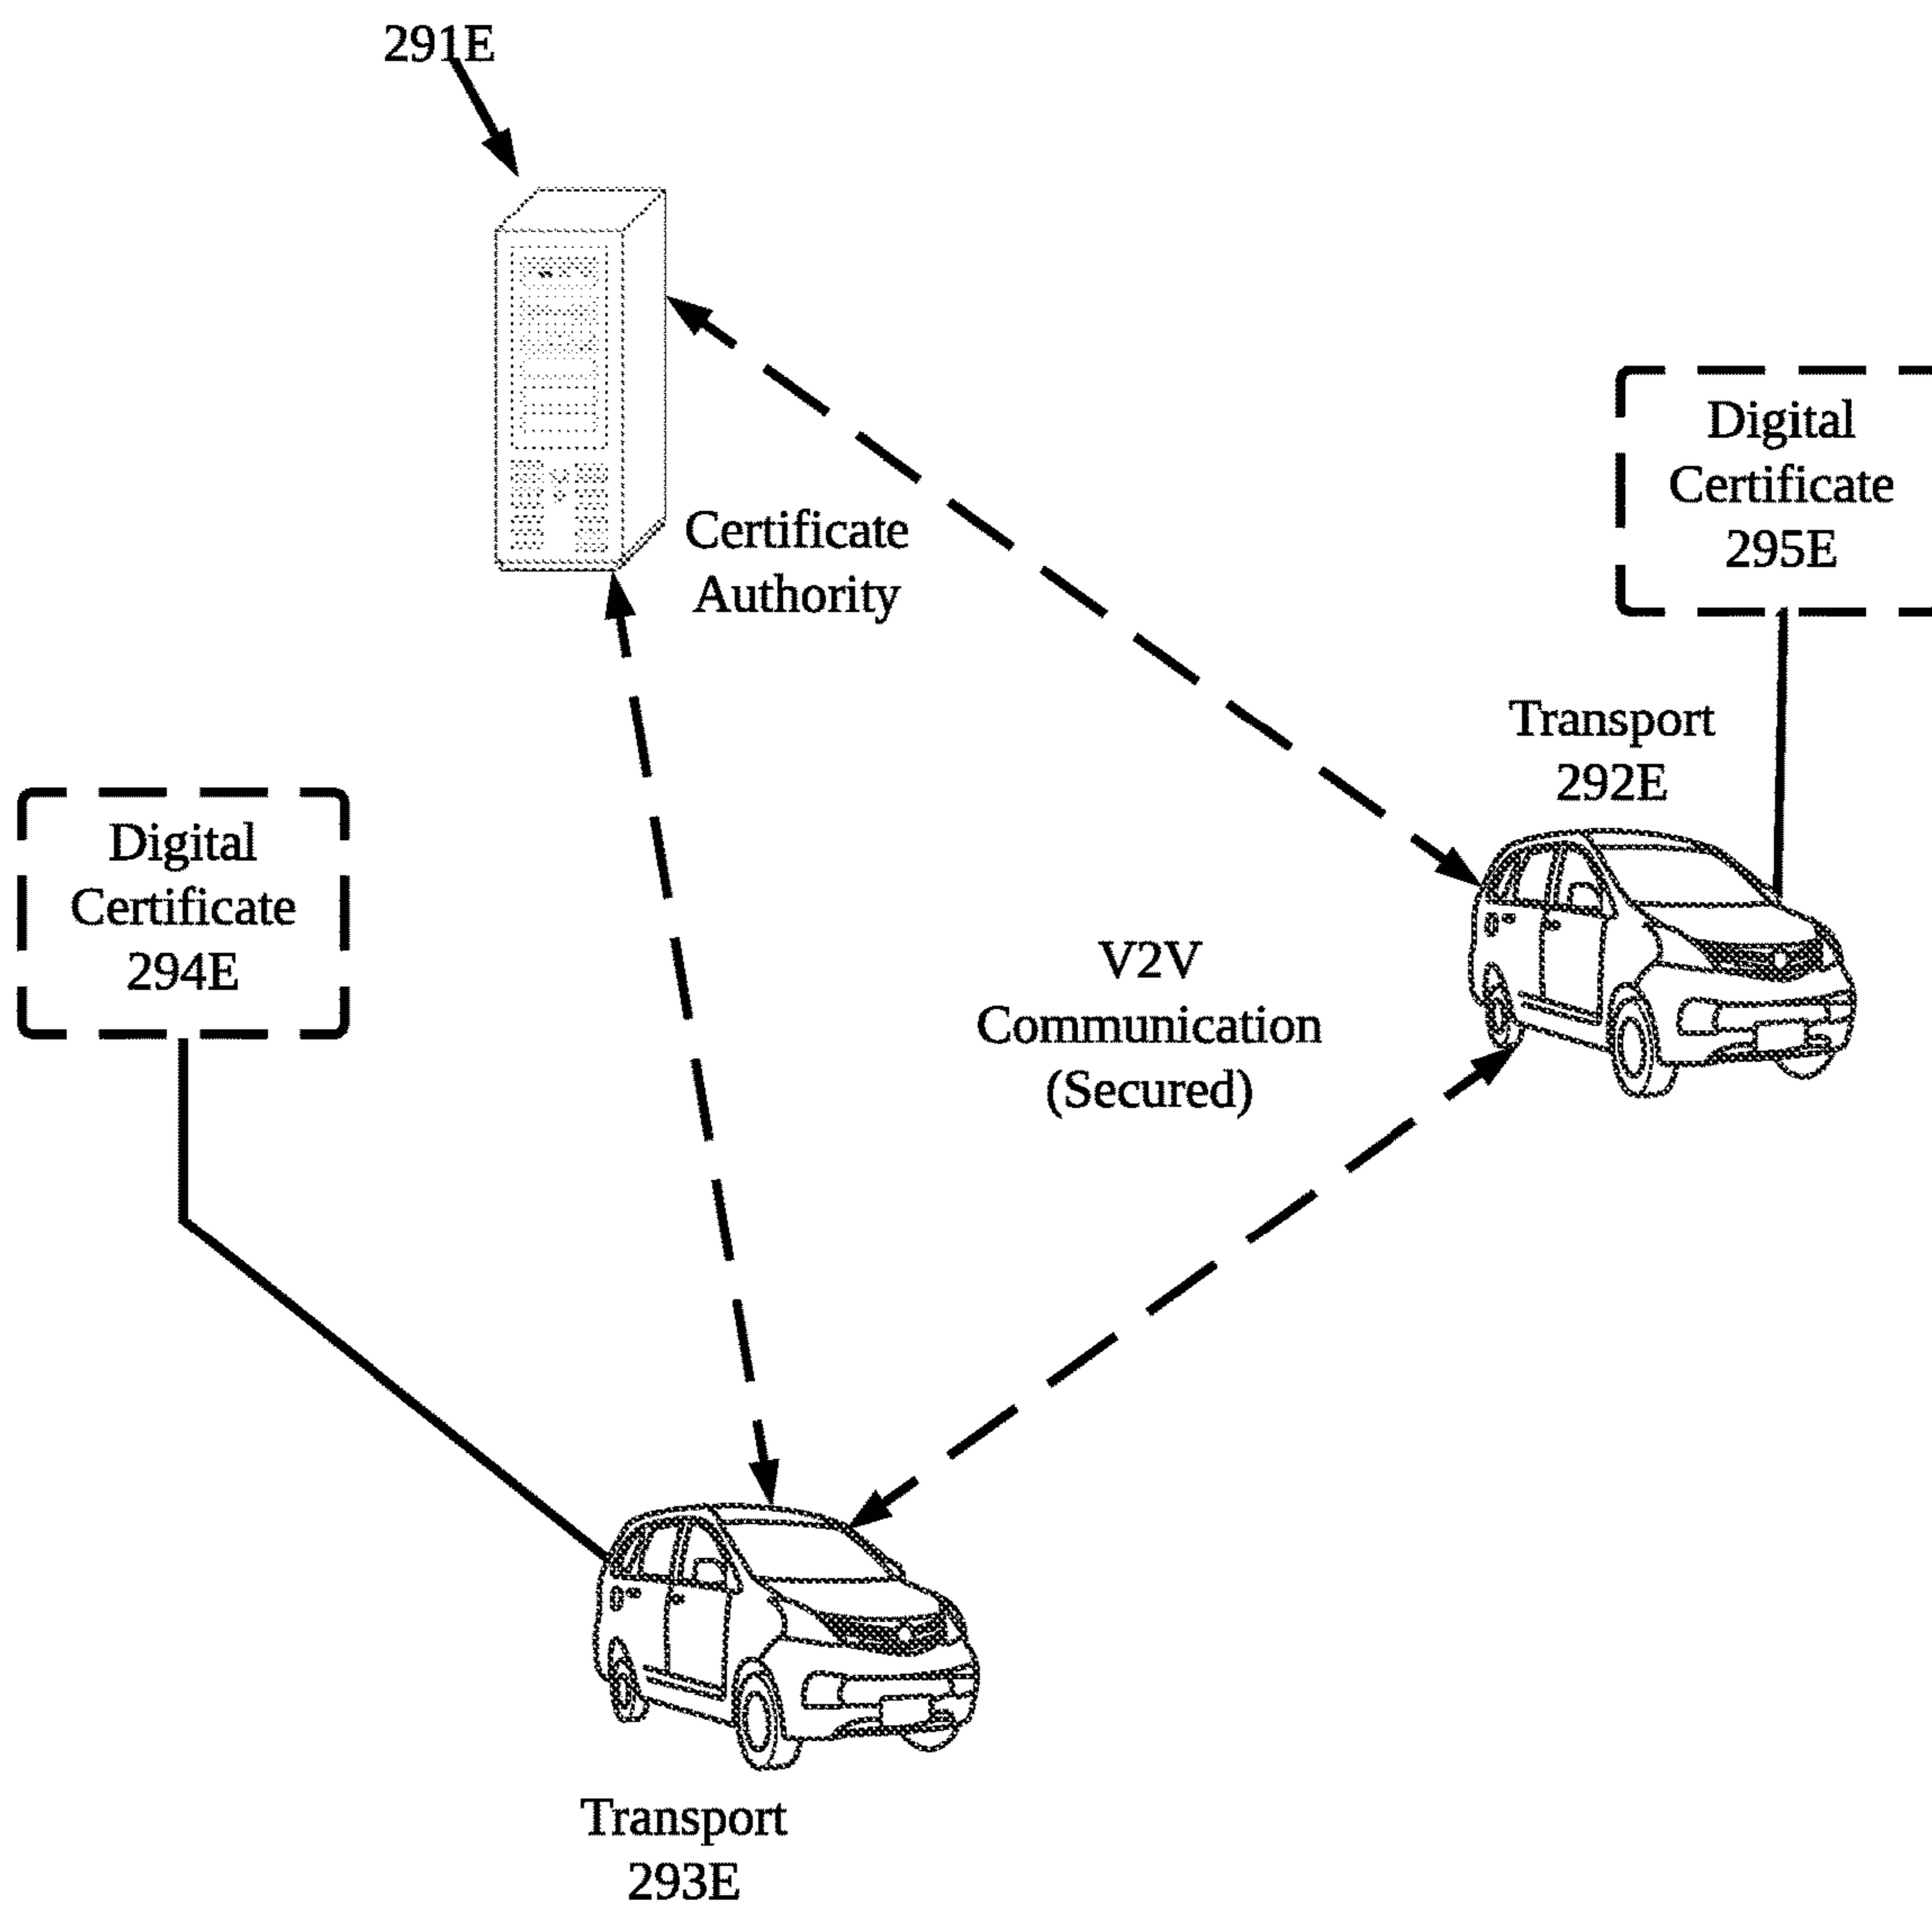 291E
Certificate
Authority
Digital
Certificate
295E
Transport
292E
Digital
Certificate
294E
V2V
Communication
(Secured)
Transport
293E